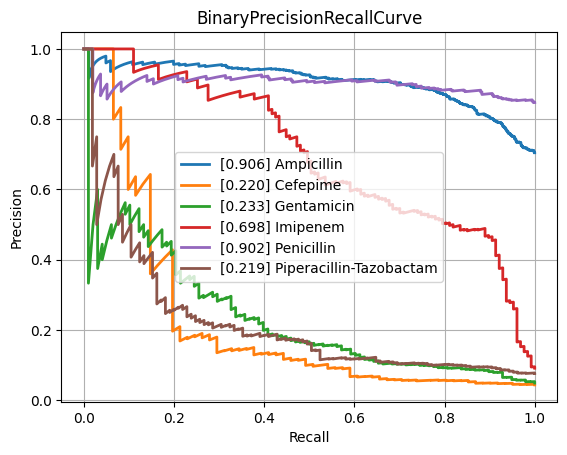 BinaryPrecisionRecallCurve
Precision
1.0
0.8
0.6
0.4
0.2
0.0
[0.906] Ampicillin
[0.220] Cefepime
[0.233] Gentamicin
[0.698] Imipenem
[0.902] Penicillin
[0.219] Piperacillin-Tazobactam
0.0 0.2 0.4 0.6 0.8 1.0
Recall